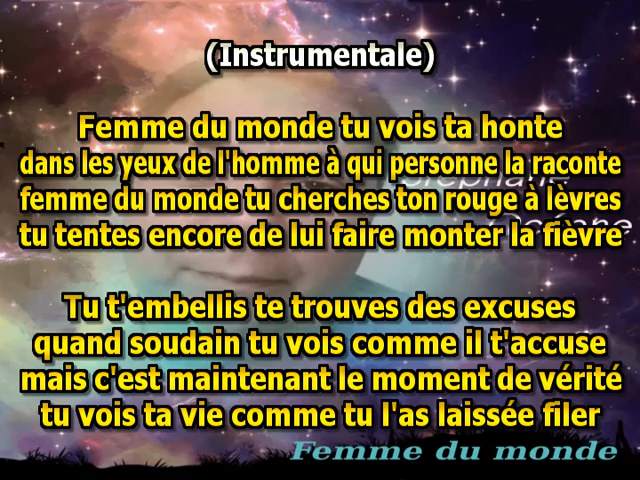 (Instrumentale)
Femme du monde tu vois ta honte
dans les yeux de l'homme à qui personne la raconte
femme du monde tu cherches ton rouge à lèvres
tu tentes encore de lui faire monter la fièvre
Tu t'embellis te trouves des excuses
quand soudain tu vois comme il t'accuse
mais c'est maintenant le moment de vérité
tu vois ta vie comme tu l'as laissée filer
Femme du monde